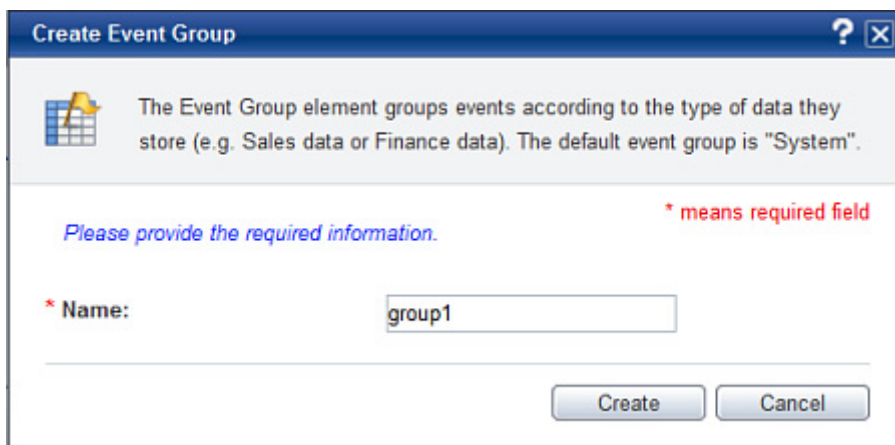 Create Event Group ?
The Event Group element groups events according to the type of data they
store (e.g. Sales data or Finance data). The default event group is "System".
* means required field
Please provide the required information.
* Name: group1
Create Cancel